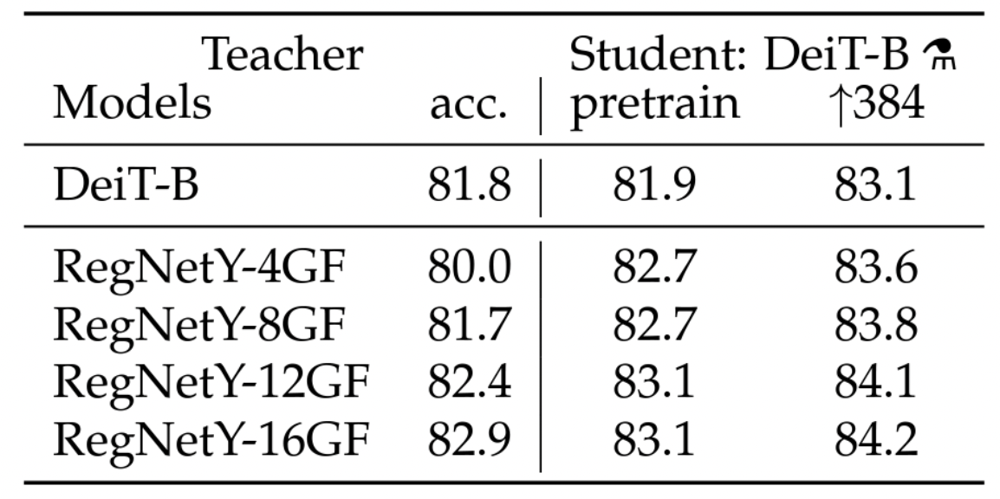 Teacher Student: DeiT-B ⚗
Models acc. pretrain ↑384
DeiT-B 81.8 81.9 83.1
RegNetY-4GF 80.0 82.7 83.6
RegNetY-8GF 81.7 82.7 83.8
RegNetY-12GF 82.4 83.1 84.1
RegNetY-16GF 82.9 83.1 84.2